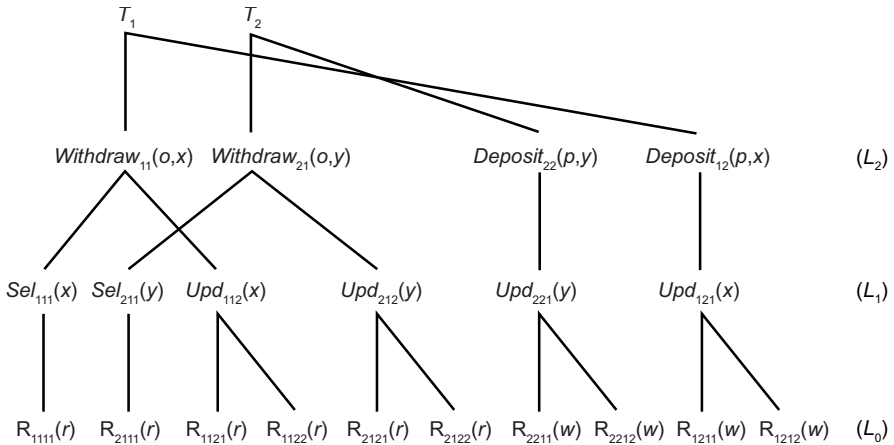 T₁ T₂
Withdraw₁₁(o,x) Withdraw₂₁(o,y) Deposit₂₂(p,y) Deposit₁₂(p,x) (L₂)
Sel₁₁₁(x) Sel₂₁₁(y) Upd₁₁₂(x) Upd₂₁₂(y) Upd₂₂₁(y) Upd₁₂₁(x) (L₁)
R₁₁₁₁(r) R₂₁₁₁(r) R₁₁₂₁(r) R₁₁₂₂(r) R₂₁₂₁(r) R₂₁₂₂(r) R₂₂₁₁(w) R₂₂₁₂(w) R₁₂₁₁(w) R₁₂₁₂(w) (L₀)